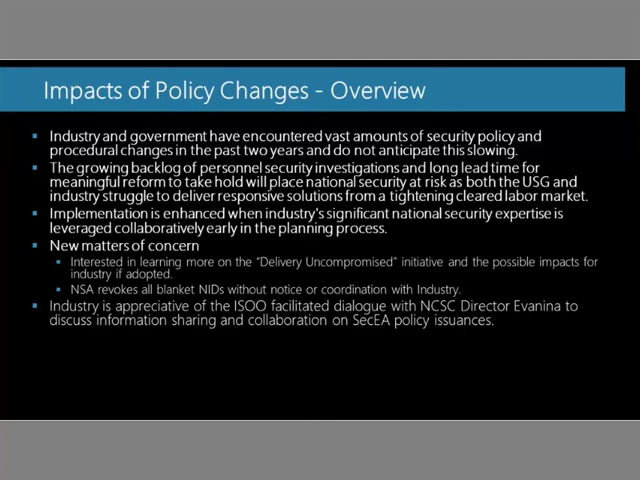 Impacts of Policy Changes - Overview
Industry and government have encountered vast amounts of security policy and
procedural changes in the past two years and do not anticipate this slowing.
The growing backlog of personnel security investigations and long lead time for
meaningful reform to take hold will place national security at risk as both the USG and
industry struggle to deliver responsive solutions from a tightening cleared labor market.
Implementation is enhanced when industry's significant national security expertise is
leveraged collaboratively early in the planning process.
New matters of concern
Interested in learning more on the “Delivery Uncompromised” initiative and the possible impacts for
industry if adopted.
NSA revokes all blanket NIDs without notice or coordination with Industry.
Industry is appreciative of the ISOO facilitated dialogue with NCSC Director Evanina to
discuss information sharing and collaboration on SecEA policy issuances.